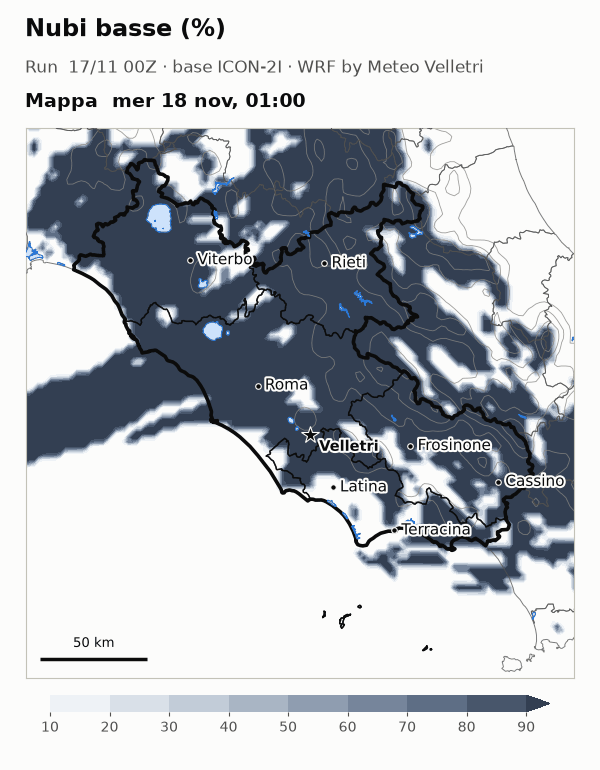 Nubi basse (%)
Run 17/11 00Z · base ICON-2I · WRF by Meteo Velletri
Mappa mer 18 nov, 01:00
Viterbo
Rieti
Roma
Velletri
Frosinone
Cassino
Latina
Terracina
50 km
10 20 30 40 50 60 70 80 90